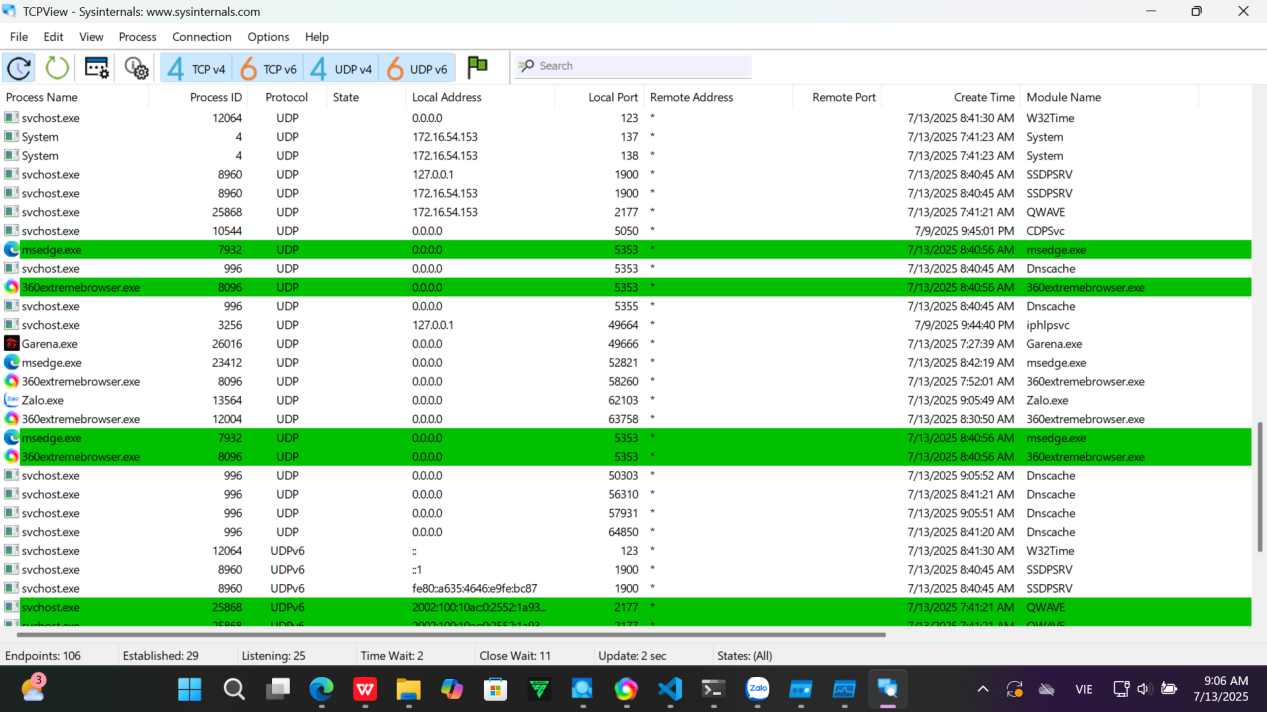 TCPView - Sysinternals: www.sysinternals.com
File Edit View Process Connection Options Help
4 TCP v4 6 TCP v6 4 UDP v4 6 UDP v6 Search
Process Name Process ID Protocol State Local Address Local Port Remote Address Remote Port Create Time Module Name
svchost.exe 12064 UDP 0.0.0.0 123 * 7/13/2025 8:41:30 AM W32Time
System 4 UDP 172.16.54.153 137 * 7/13/2025 7:41:23 AM System
System 4 UDP 172.16.54.153 138 * 7/13/2025 7:41:23 AM System
svchost.exe 8960 UDP 127.0.0.1 1900 * 7/13/2025 8:40:45 AM SSDPSRV
svchost.exe 8960 UDP 172.16.54.153 1900 * 7/13/2025 8:40:45 AM SSDPSRV
svchost.exe 25868 UDP 172.16.54.153 2177 * 7/13/2025 7:41:21 AM QWAVE
svchost.exe 10544 UDP 0.0.0.0 5050 * 7/9/2025 9:45:01 PM CDPSvc
msedge.exe 7932 UDP 0.0.0.0 5353 * 7/13/2025 8:40:56 AM msedge.exe
svchost.exe 996 UDP 0.0.0.0 5353 * 7/13/2025 8:40:45 AM Dnscache
360extremebrowser.exe 8096 UDP 0.0.0.0 5353 * 7/13/2025 8:40:56 AM 360extremebrowser.exe
svchost.exe 996 UDP 0.0.0.0 5355 * 7/13/2025 8:40:45 AM Dnscache
svchost.exe 3256 UDP 127.0.0.1 49664 * 7/9/2025 9:44:40 PM iphlpsvc
Garena.exe 26016 UDP 0.0.0.0 49666 * 7/13/2025 7:27:39 AM Garena.exe
msedge.exe 23412 UDP 0.0.0.0 52821 * 7/13/2025 8:42:19 AM msedge.exe
360extremebrowser.exe 8096 UDP 0.0.0.0 58260 * 7/13/2025 7:52:01 AM 360extremebrowser.exe
Zalo Zalo.exe 13564 UDP 0.0.0.0 62103 * 7/13/2025 9:05:49 AM Zalo.exe
360extremebrowser.exe 12004 UDP 0.0.0.0 63758 * 7/13/2025 8:30:50 AM 360extremebrowser.exe
msedge.exe 7932 UDP 0.0.0.0 5353 * 7/13/2025 8:40:56 AM msedge.exe
360extremebrowser.exe 8096 UDP 0.0.0.0 5353 * 7/13/2025 8:40:56 AM 360extremebrowser.exe
svchost.exe 996 UDP 0.0.0.0 50303 * 7/13/2025 9:05:52 AM Dnscache
svchost.exe 996 UDP 0.0.0.0 56310 * 7/13/2025 8:41:21 AM Dnscache
svchost.exe 996 UDP 0.0.0.0 57931 * 7/13/2025 9:05:51 AM Dnscache
svchost.exe 996 UDP 0.0.0.0 64850 * 7/13/2025 8:41:20 AM Dnscache
svchost.exe 12064 UDPv6 :: 123 * 7/13/2025 8:41:30 AM W32Time
svchost.exe 8960 UDPv6 ::1 1900 * 7/13/2025 8:40:45 AM SSDPSRV
svchost.exe 8960 UDPv6 fe80::a635:4646:e9fe:bc87 1900 * 7/13/2025 8:40:45 AM SSDPSRV
svchost.exe 25868 UDPv6 2002:100:10ac:0:2552:1a93... 2177 * 7/13/2025 7:41:21 AM QWAVE
svchost.exe 25868 UDPv6 2002:100:10ac:0:2552:1a93... 2177 * 7/13/2025 7:41:21 AM QWAVE
Endpoints: 106 Established: 29 Listening: 25 Time Wait: 2 Close Wait: 11 Update: 2 sec States: (All)
3 W Zalo VIE 9:06 AM
7/13/2025